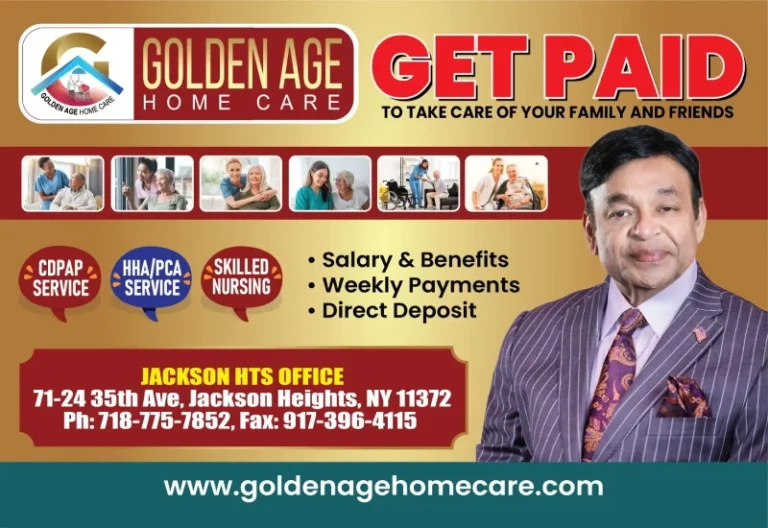 G
GOLDEN AGE HOME CARE
GOLDEN AGE
HOME CARE
GET PAID
TO TAKE CARE OF YOUR FAMILY AND FRIENDS
CDPAP
SERVICE
HHA/PCA
SERVICE
SKILLED
NURSING
• Salary & Benefits
• Weekly Payments
• Direct Deposit
JACKSON HTS OFFICE
71-24 35th Ave, Jackson Heights, NY 11372
Ph: 718-775-7852, Fax: 917-396-4115
www.goldenagehomecare.com